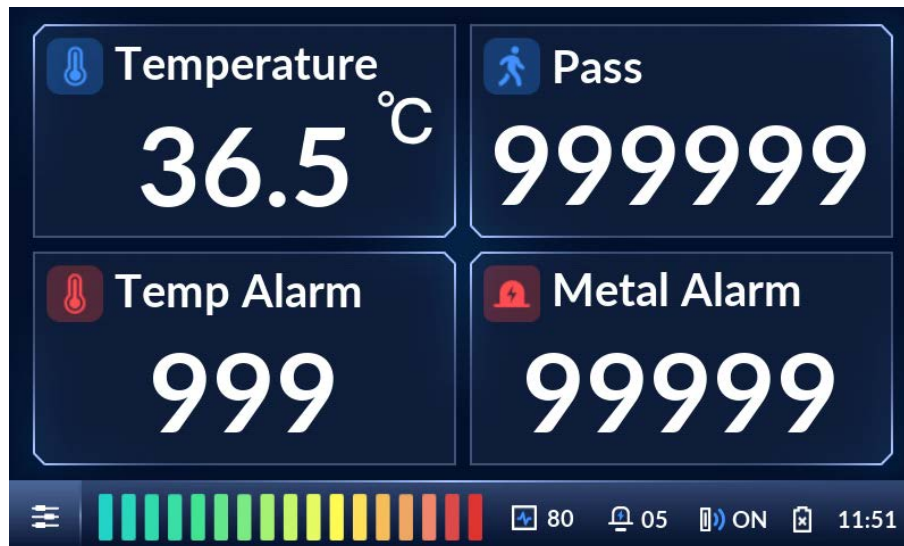 Temperature
36.5 ℃
Pass
999999
Temp Alarm
999
Metal Alarm
99999
80 05 ON 11:51